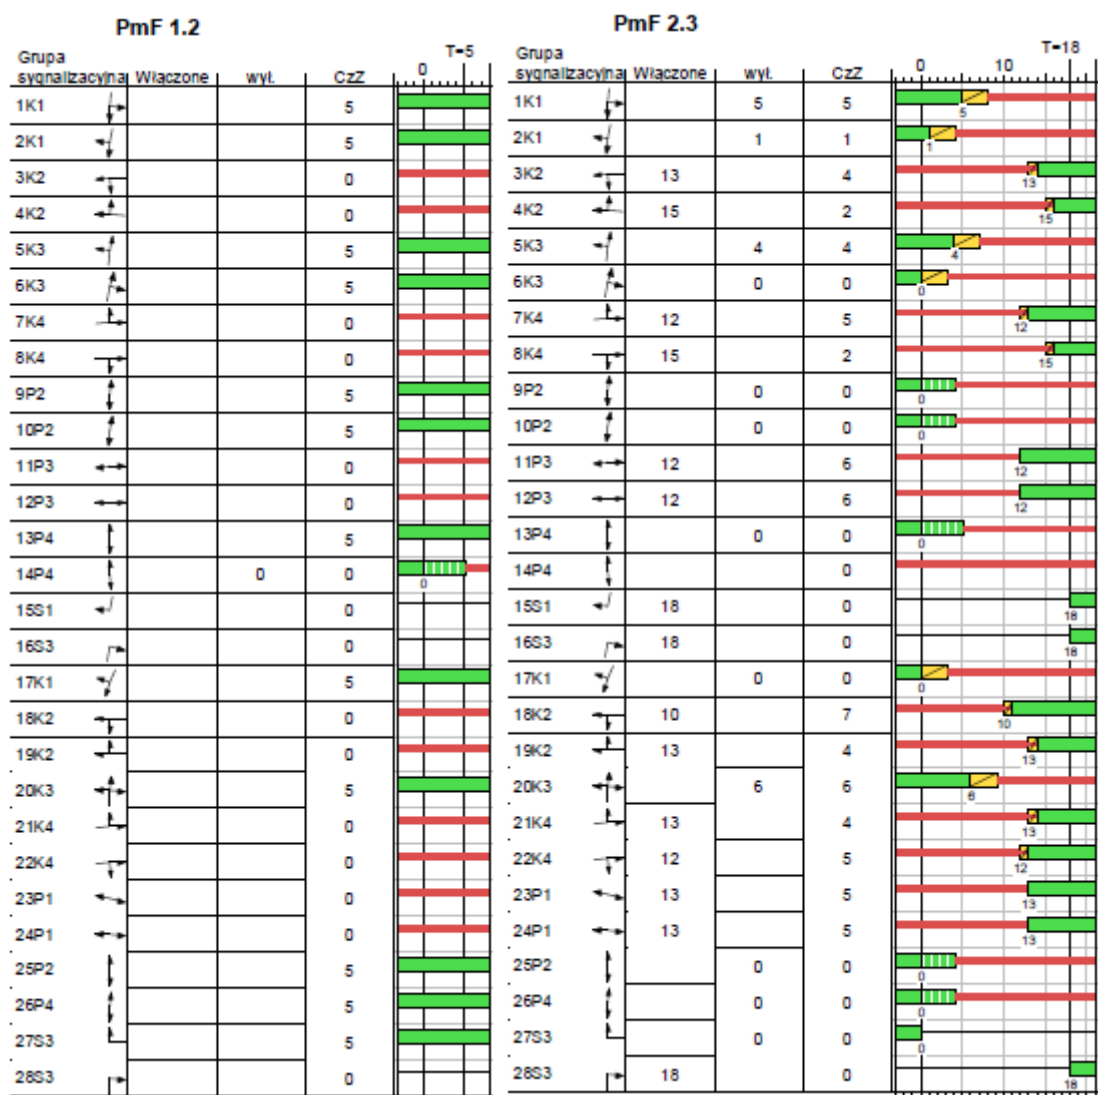 PmF 1.2
Grupa
sygnalizacyjna Włączone wył. CzZ T=5
0
1K1 5
2K1 5
3K2 0
4K2 0
5K3 5
6K3 5
7K4 0
8K4 0
9P2 5
10P2 5
11P3 0
12P3 0
13P4 5
14P4 0 0
0
15S1 0
16S3 0
17K1 5
18K2 0
19K2 0
20K3 5
21K4 0
22K4 0
23P1 0
24P1 0
25P2 5
26P4 5
27S3 5
28S3 0
PmF 2.3
Grupa
sygnalizacyjna Włączone wył. CzZ T=18
0 10
1K1 5 5
5
2K1 1 1
1
3K2 13 4
13
4K2 15 2
15
5K3 4 4
4
6K3 0 0
0
7K4 12 5
12
8K4 15 2
15
9P2 0 0
0
10P2 0 0
0
11P3 12 6
12
12P3 12 6
12
13P4 0 0
0
14P4 0
15S1 18 0
18
16S3 18 0
18
17K1 0 0
0
18K2 10 7
10
19K2 13 4
13
20K3 6 6
6
21K4 13 4
13
22K4 12 5
12
23P1 13 5
13
24P1 13 5
13
25P2 0 0
0
26P4 0 0
0
27S3 0 0
0
28S3 18 0
18